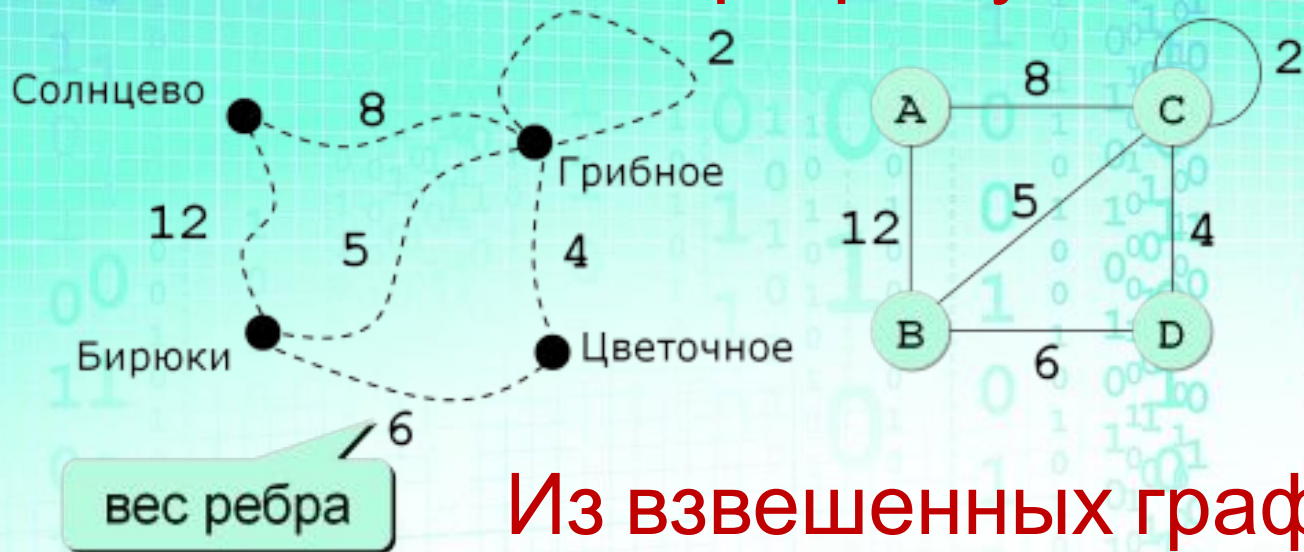 Солнцево
8
2
Грибное
12
5
4
Бирюки
Цветочное
6
вес ребра
A
8
C
2
12
5
4
B
6
D
Из взвешенных